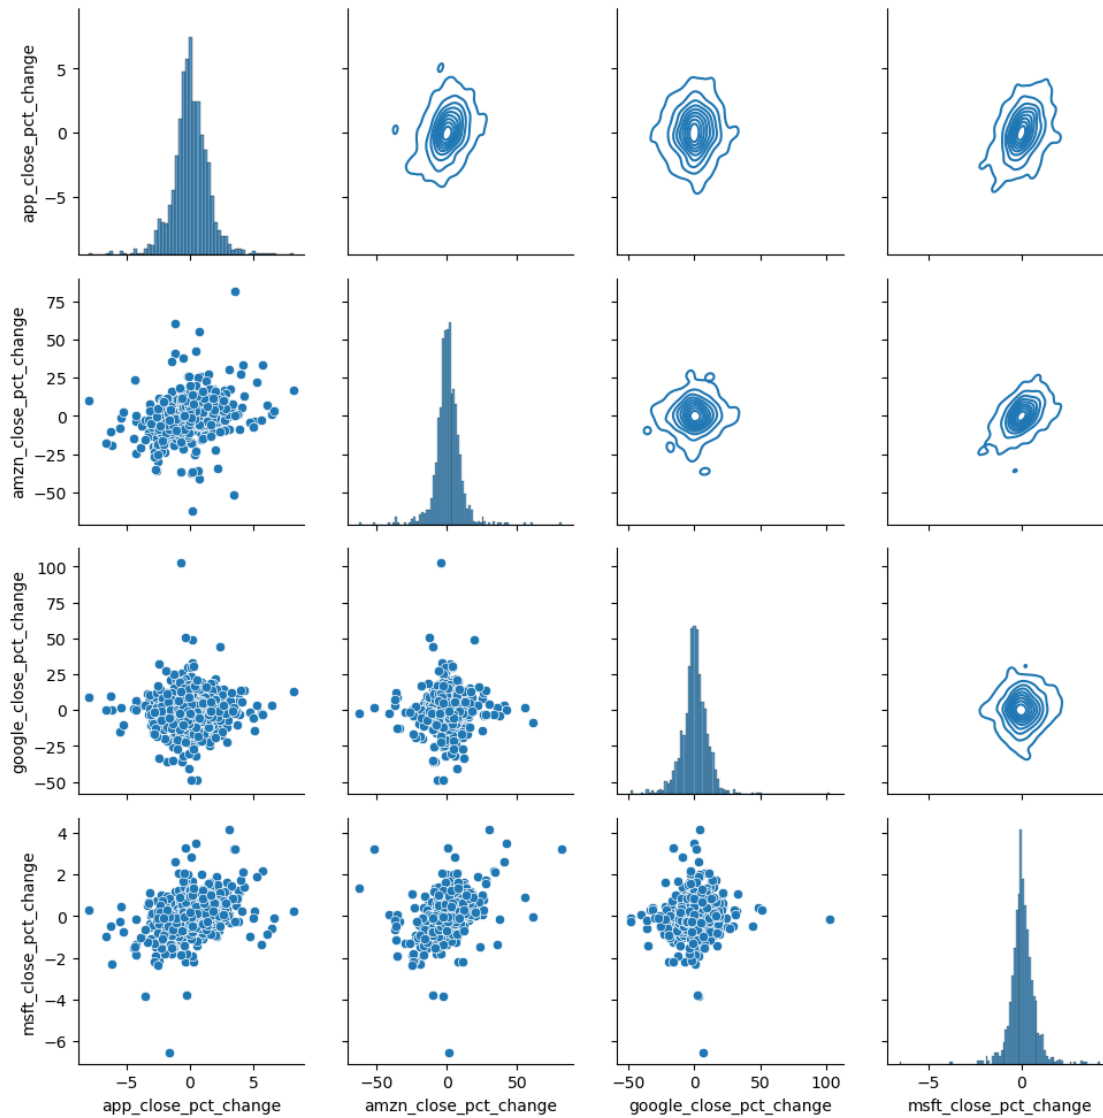 app_close_pct_change
5
0
−5
amzn_close_pct_change
75
50
25
0
−25
−50
google_close_pct_change
100
75
50
25
0
−25
−50
msft_close_pct_change
4
2
0
−2
−4
−6
−5 0 5
−50 0 50
−50 0 50 100
−5 0
app_close_pct_change
amzn_close_pct_change
google_close_pct_change
msft_close_pct_change